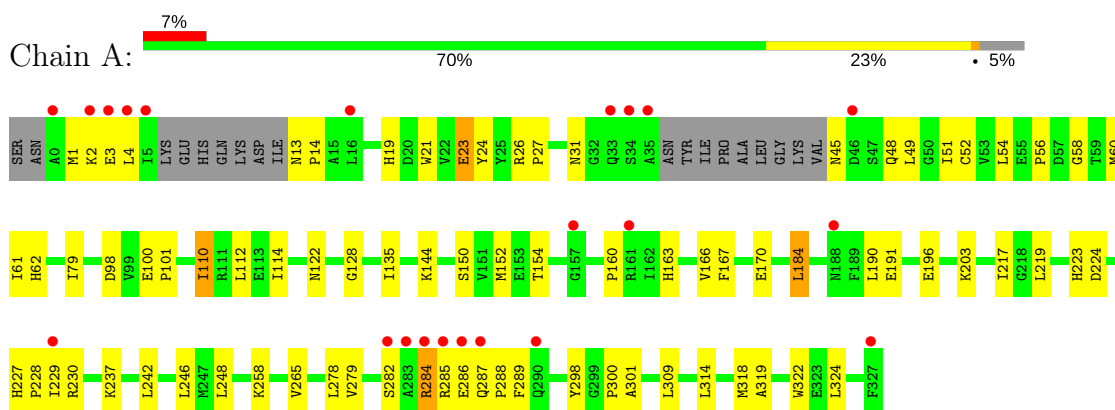 7%
Chain A:
70% 23% • 5%
SER ASN A0 M1 K2 E3 L4 I5 LYS GLU HIS GLN LYS ASP ILE N13 P14 A15 L16 H19 D20 W21 V22 E23 Y24 Y25 R26 P27 N31 G32 Q33 S34 A35 ASN TYR ILE PRO ALA LEU GLY LYS VAL N45 D46 S47 Q48 L49 G50 I51 C52 V53 L54 E55 P56 D57 G58 T59 M60
I61 H62 I79 D98 V99 E100 P101 I110 R111 L112 E113 I114 N122 G128 I135 K144 S150 V151 M152 E153 T154 G157 P160 R161 I162 H163 V166 F167 E170 L184 N188 F189 L190 E191 E196 K203 I217 G218 L219 H223 D224
H227 P228 I229 R230 K237 L242 L246 M247 L248 K258 V265 L278 V279 S282 A283 R284 R285 E286 Q287 P288 F289 Q290 Y298 G299 P300 A301 L309 L314 M318 A319 W322 E323 L324 F327